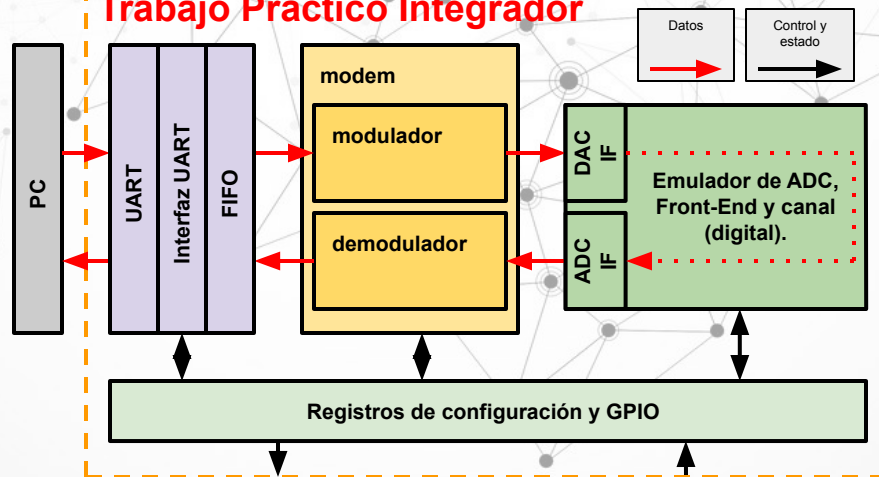 Trabajo Práctico Integrador
Datos
Control y
estado
PC
UART
Interfaz UART
FIFO
modem
modulador
demodulador
DAC
IF
ADC
IF
Emulador de ADC,
Front-End y canal
(digital).
Registros de configuración y GPIO